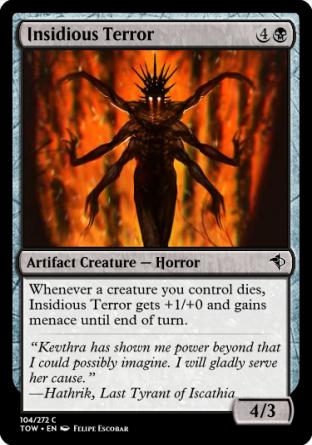 Insidious Terror 4
Artifact Creature — Horror
Whenever a creature you control dies,
Insidious Terror gets +1/+0 and gains
menace until end of turn.
“Kevthra has shown me power beyond that
I could possibly imagine. I will gladly serve
her cause.”
—Hathrik, Last Tyrant of Iscathia
4/3
104/272 C
TOW • EN Felipe Escobar